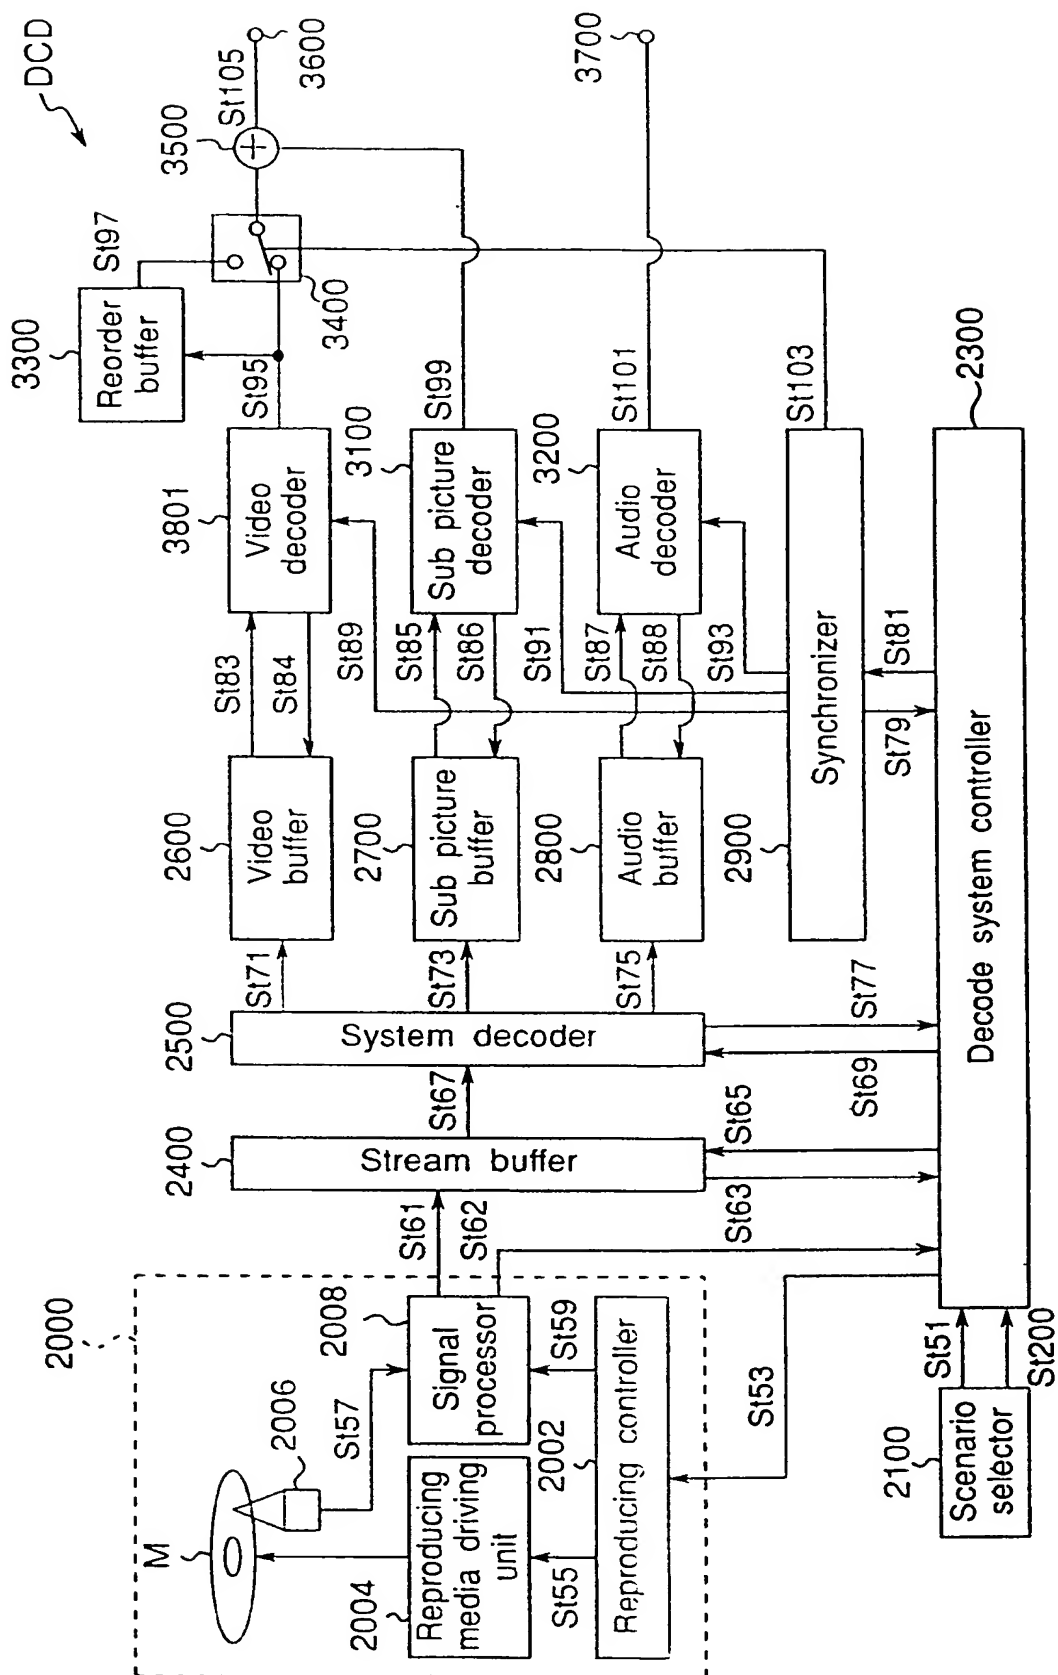 DCD
3300
Reorder
buffer
St97
3500
St105
3600
3700
3400
2600
Video
buffer
St83
St84
3801
Video
decoder
St95
St89
2700
Sub picture
buffer
St85
St86
3100
Sub picture
decoder
St99
St91
2800
Audio
buffer
St87
St88
3200
Audio
decoder
St101
St93
2900
Synchronizer
St103
St79
St81
2300
Decode system controller
2500
System decoder
St71
St73
St75
St77
St69
2400
Stream buffer
St67
St65
St63
St61
St62
2000
M
2006
St57
2008
Signal
processor
2004
Reproducing
media driving
unit
St59
St55
2002
Reproducing controller
St53
2100
Scenario
selector
St51
St200